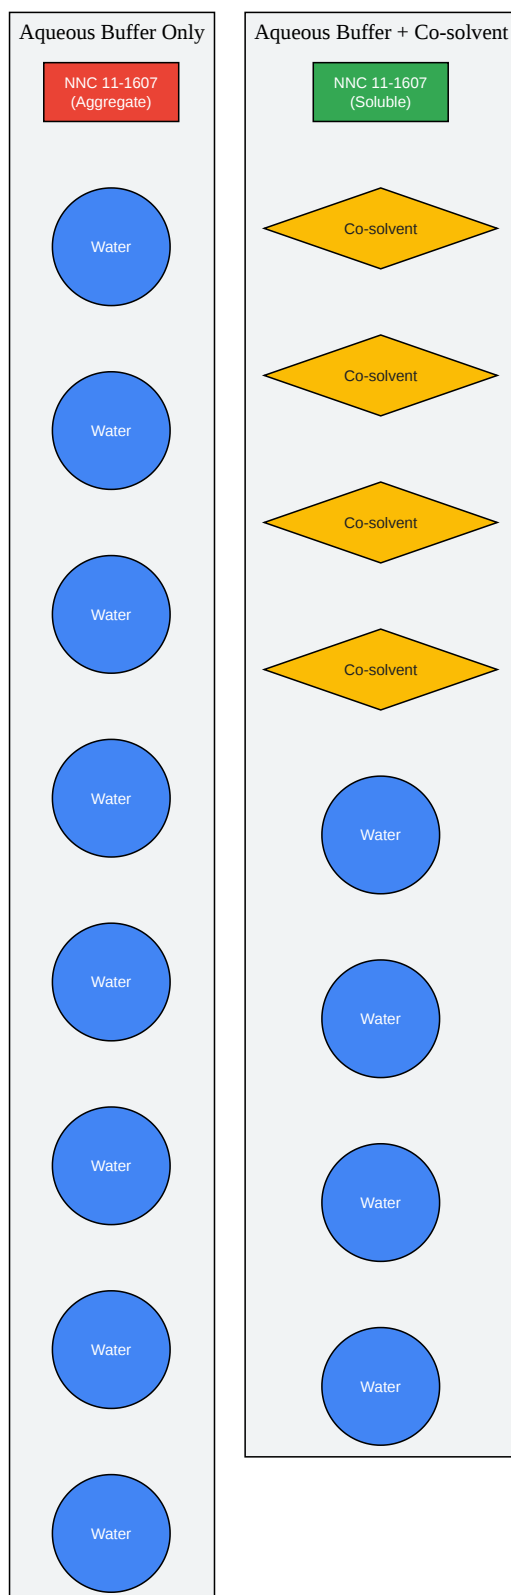 Aqueous Buffer Only
NNC 11-1607
(Aggregate)
Water
Water
Water
Water
Water
Water
Water
Water
Aqueous Buffer + Co-solvent
NNC 11-1607
(Soluble)
Co-solvent
Co-solvent
Co-solvent
Co-solvent
Water
Water
Water
Water